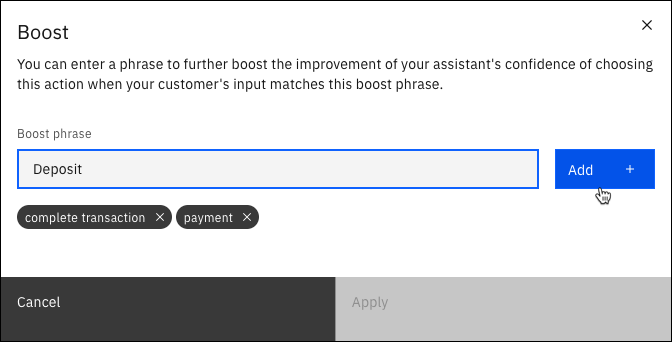 Boost
You can enter a phrase to further boost the improvement of your assistant's confidence of choosing
this action when your customer's input matches this boost phrase.
Boost phrase
Deposit
Add +
complete transaction × payment ×
Cancel
Apply